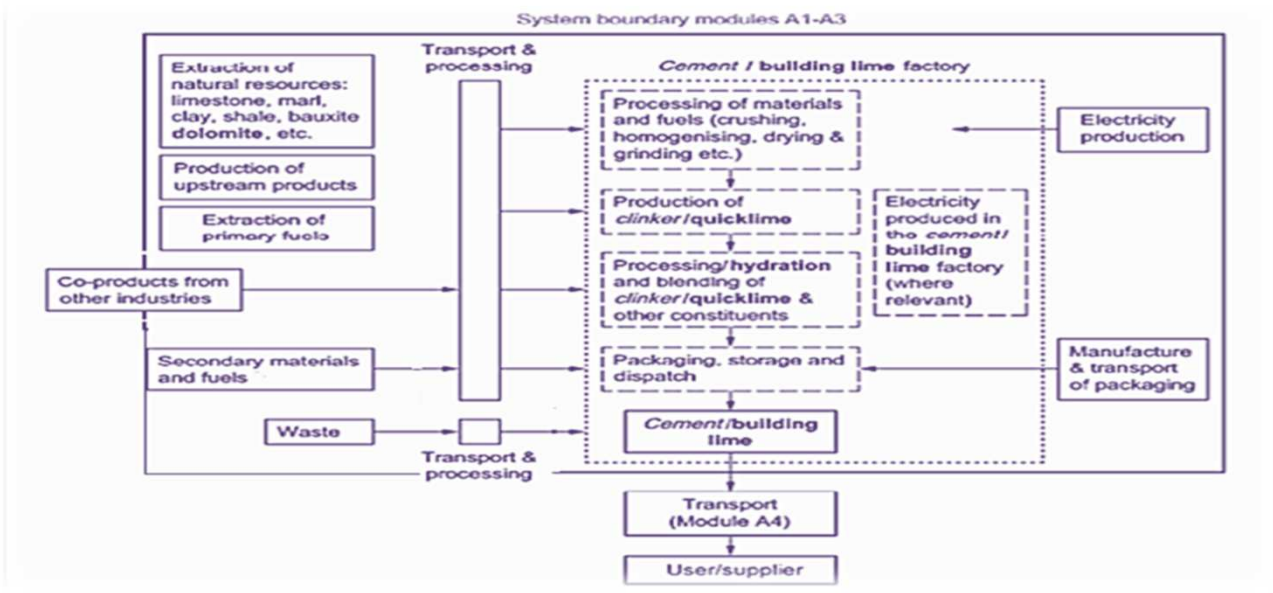 System boundary modules A1-A3
Extraction of
natural resources:
limestone, marl,
clay, shale, bauxite
dolomite, etc.
Production of
upstream products
Extraction of
primary fuels
Co-products from
other industries
Secondary materials
and fuels
Waste
Transport &
processing
Transport &
processing
Cement / building lime factory
Processing of materials
and fuels (crushing,
homogenising, drying &
grinding etc.)
Production of
clinker/quicklime
Processing/hydration
and blending of
clinker/quicklime &
other constituents
Packaging, storage and
dispatch
Cement/building
lime
Electricity
produced in
the cement/
building
lime factory
(where
relevant)
Electricity
production
Manufacture
& transport
of packaging
Transport
(Module A4)
User/supplier